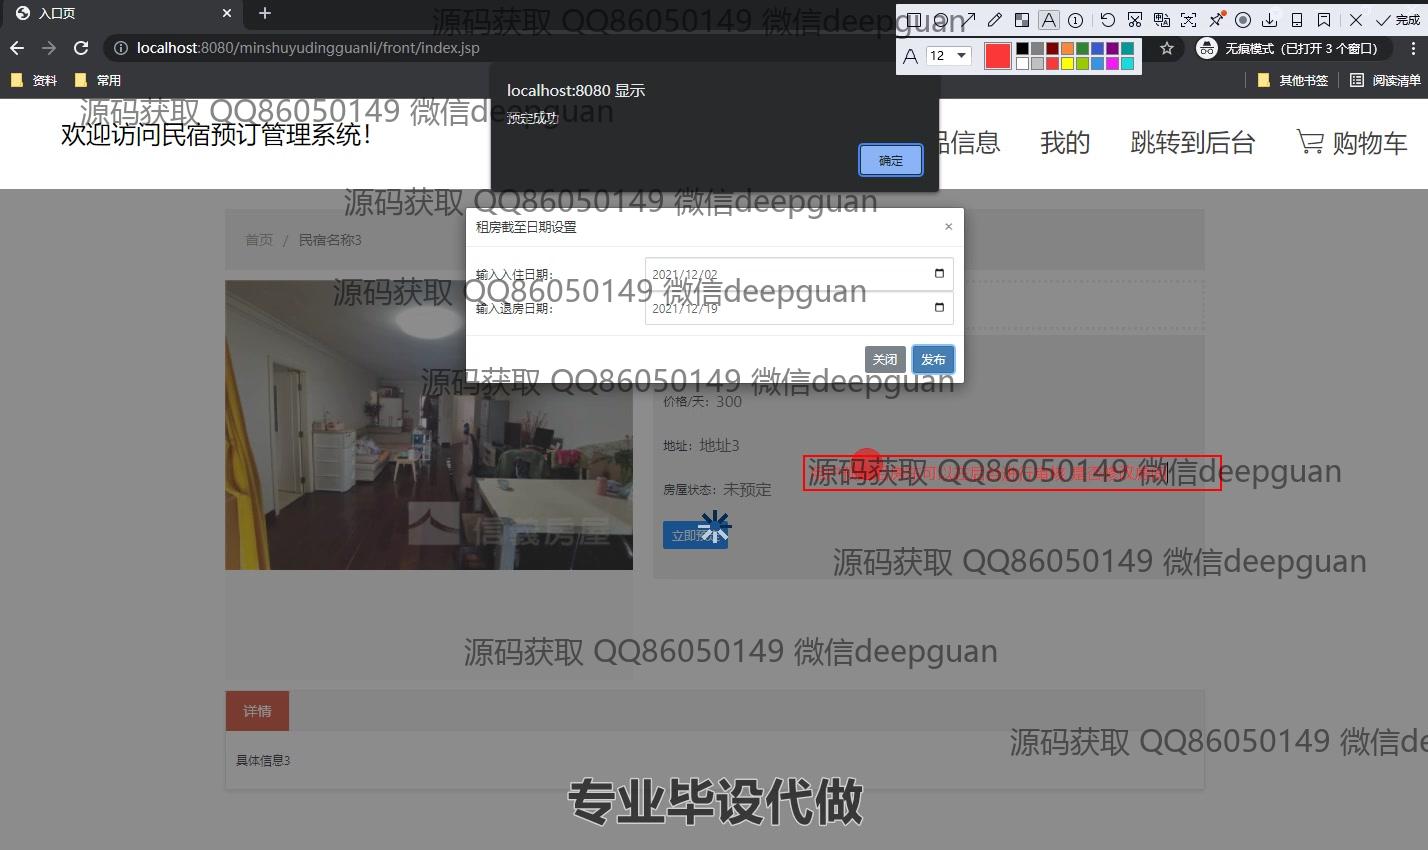 入口页
完成
localhost:8080/minshuyudingguanli/front/index.jsp
12
无痕模式（已打开 3 个窗口）
资料
常用
其他书签
阅读清单
源码获取 QQ86050149 微信deepguan
localhost:8080 显示
预定成功
确定
源码获取 QQ86050149 微信deepguan
欢迎访问民宿预订管理系统！
品信息
我的
跳转到后台
购物车
源码获取 QQ86050149 微信deepguan
租房截至日期设置
首页 / 民宿名称3
输入入住日期：
2021/12/02
源码获取 QQ86050149 微信deepguan
输入退房日期：
2021/12/19
关闭
发布
源码获取 QQ86050149 微信deepguan
价格/天：300
地址：地址3
源码获取 QQ86050149 微信deepguan
房屋状态：未预定
信義房屋
立即预定
源码获取 QQ86050149 微信deepguan
源码获取 QQ86050149 微信deepguan
详情
源码获取 QQ86050149 微信de
具体信息3
专业毕设代做